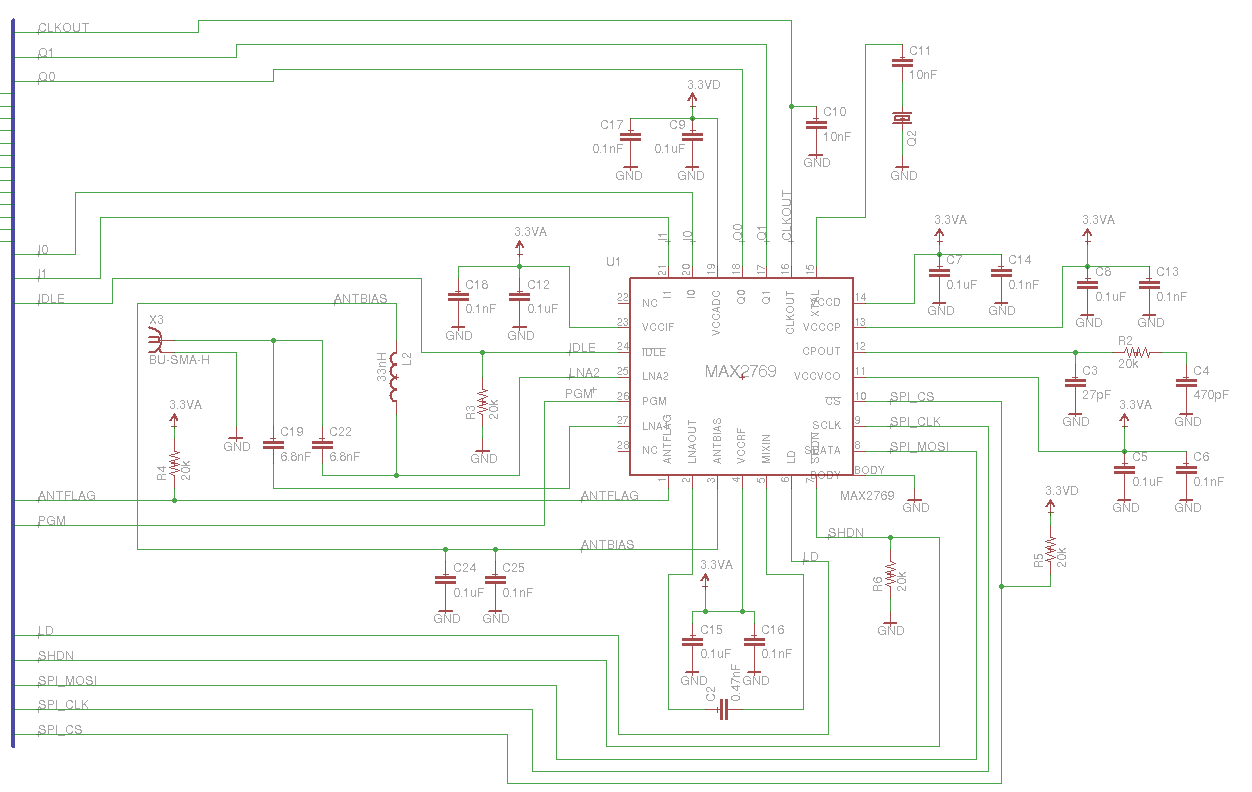 CLKOUT
Q1
Q0
C11
10nF
3.3VD
C17
0.1nF
C9
0.1uF
C10
10nF
Q2
GND
GND
GND
GND
I0
I1
IDLE
I1
I0
Q0
Q1
CLKOUT
3.3VA
3.3VA
3.3VA
U1
C18
0.1nF
C12
0.1uF
GND
GND
C7
0.1uF
C14
0.1nF
GND
GND
C8
0.1uF
C13
0.1nF
GND
GND
21
20
19
18
17
16
15
I1
I0
VCCADC
Q0
Q1
CLKOUT
XTAL
22
NC
VCCD
14
23
VCCIF
VCCCP
13
24
IDLE
CPOUT
12
25
LNA2
VCCVCO
11
26
PGM
CS
10
27
LNA1
SCLK
9
28
NC
SDATA
8
MAX2769
ANTFLAG
LNAOUT
ANTBIAS
VCCRF
MIXIN
LD
SHDN
BODY
BODY
1
2
3
4
5
6
7
MAX2769
GND
ANTBIAS
X3
BU-SMA-H
33nH
L2
IDLE
LNA2
PGM
R3
20k
GND
3.3VA
R4
20k
GND
C19
6.8nF
C22
6.8nF
R2
20k
C3
27pF
GND
C4
470pF
GND
SPI_CS
SPI_CLK
SPI_MOSI
3.3VA
C5
0.1uF
C6
0.1nF
GND
GND
ANTFLAG
ANTFLAG
PGM
3.3VD
R5
20k
SHDN
ANTBIAS
LD
R6
20k
GND
C24
0.1uF
C25
0.1nF
GND
GND
3.3VA
C15
0.1uF
C16
0.1nF
GND
GND
C2
0.47nF
LD
SHDN
SPI_MOSI
SPI_CLK
SPI_CS